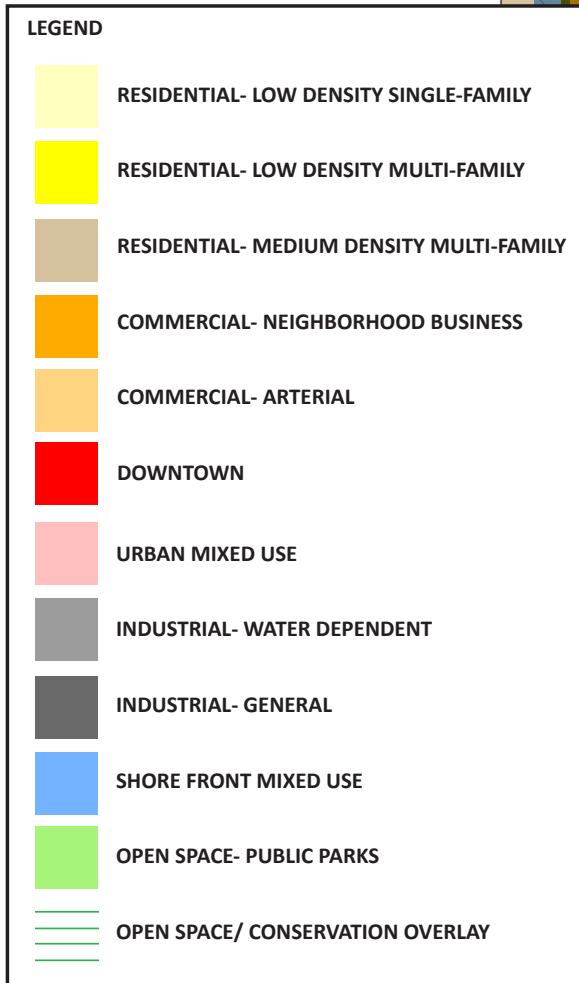 LEGEND
RESIDENTIAL- LOW DENSITY SINGLE-FAMILY
RESIDENTIAL- LOW DENSITY MULTI-FAMILY
RESIDENTIAL- MEDIUM DENSITY MULTI-FAMILY
COMMERCIAL- NEIGHBORHOOD BUSINESS
COMMERCIAL- ARTERIAL
DOWNTOWN
URBAN MIXED USE
INDUSTRIAL- WATER DEPENDENT
INDUSTRIAL- GENERAL
SHORE FRONT MIXED USE
OPEN SPACE- PUBLIC PARKS
OPEN SPACE/ CONSERVATION OVERLAY